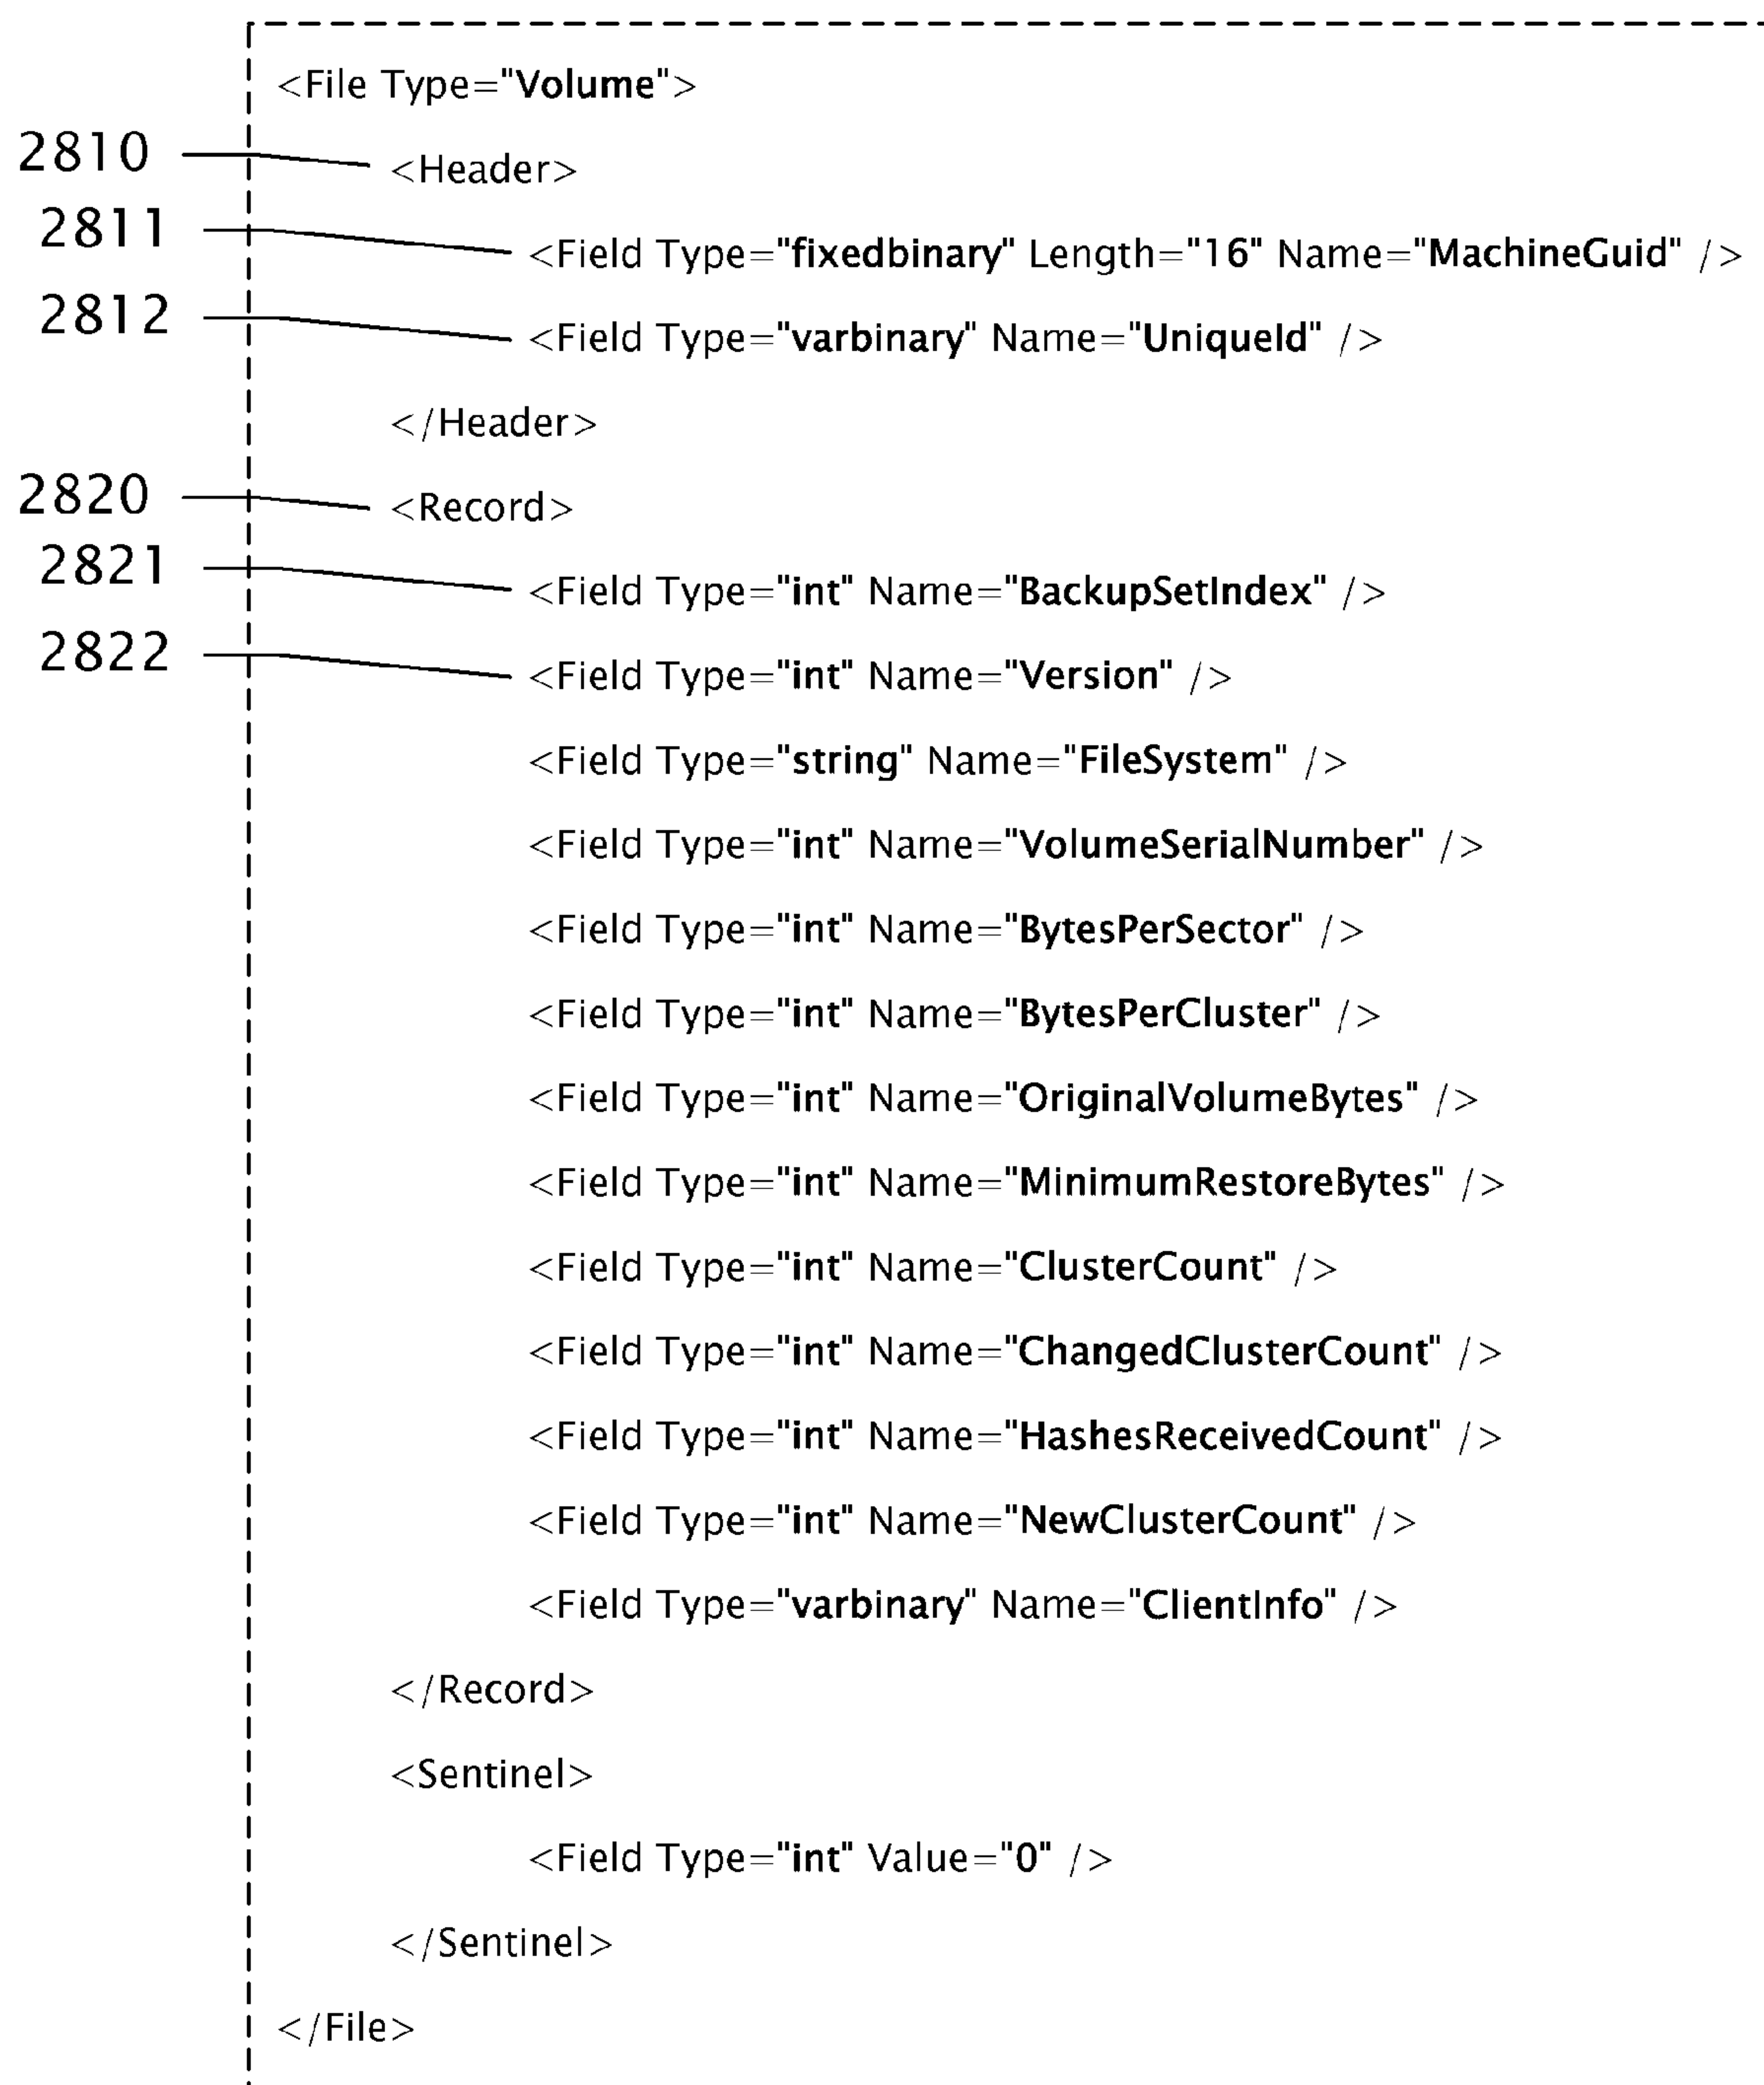 <File Type="Volume">
2810 <Header>
2811 <Field Type="fixedbinary" Length="16" Name="MachineGuid" />
2812 <Field Type="varbinary" Name="UniqueId" />
</Header>
2820 <Record>
2821 <Field Type="int" Name="BackupSetIndex" />
2822 <Field Type="int" Name="Version" />
<Field Type="string" Name="FileSystem" />
<Field Type="int" Name="VolumeSerialNumber" />
<Field Type="int" Name="BytesPerSector" />
<Field Type="int" Name="BytesPerCluster" />
<Field Type="int" Name="OriginalVolumeBytes" />
<Field Type="int" Name="MinimumRestoreBytes" />
<Field Type="int" Name="ClusterCount" />
<Field Type="int" Name="ChangedClusterCount" />
<Field Type="int" Name="HashesReceivedCount" />
<Field Type="int" Name="NewClusterCount" />
<Field Type="varbinary" Name="ClientInfo" />
</Record>
<Sentinel>
<Field Type="int" Value="0" />
</Sentinel>
</File>